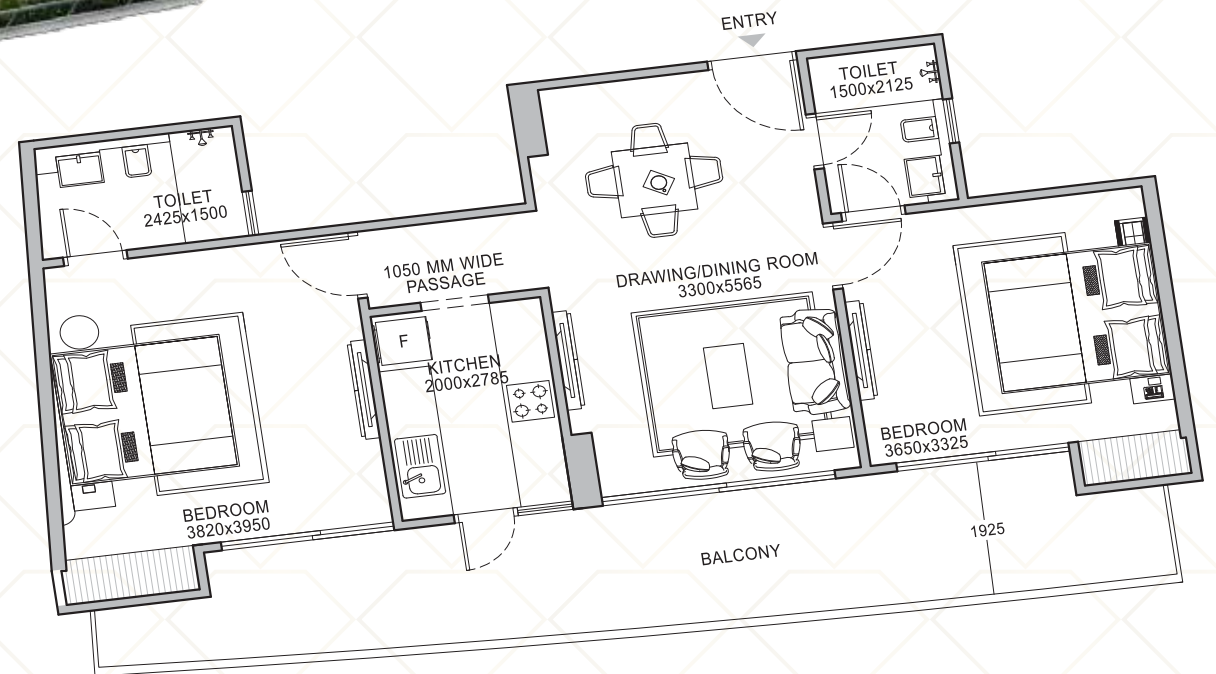 ENTRY
TOILET
1500x2125
TOILET
2425x1500
1050 MM WIDE
PASSAGE
DRAWING/DINING ROOM
3300x5565
F
KITCHEN
2000x2785
BEDROOM
3650x3325
BEDROOM
3820x3950
BALCONY
1925